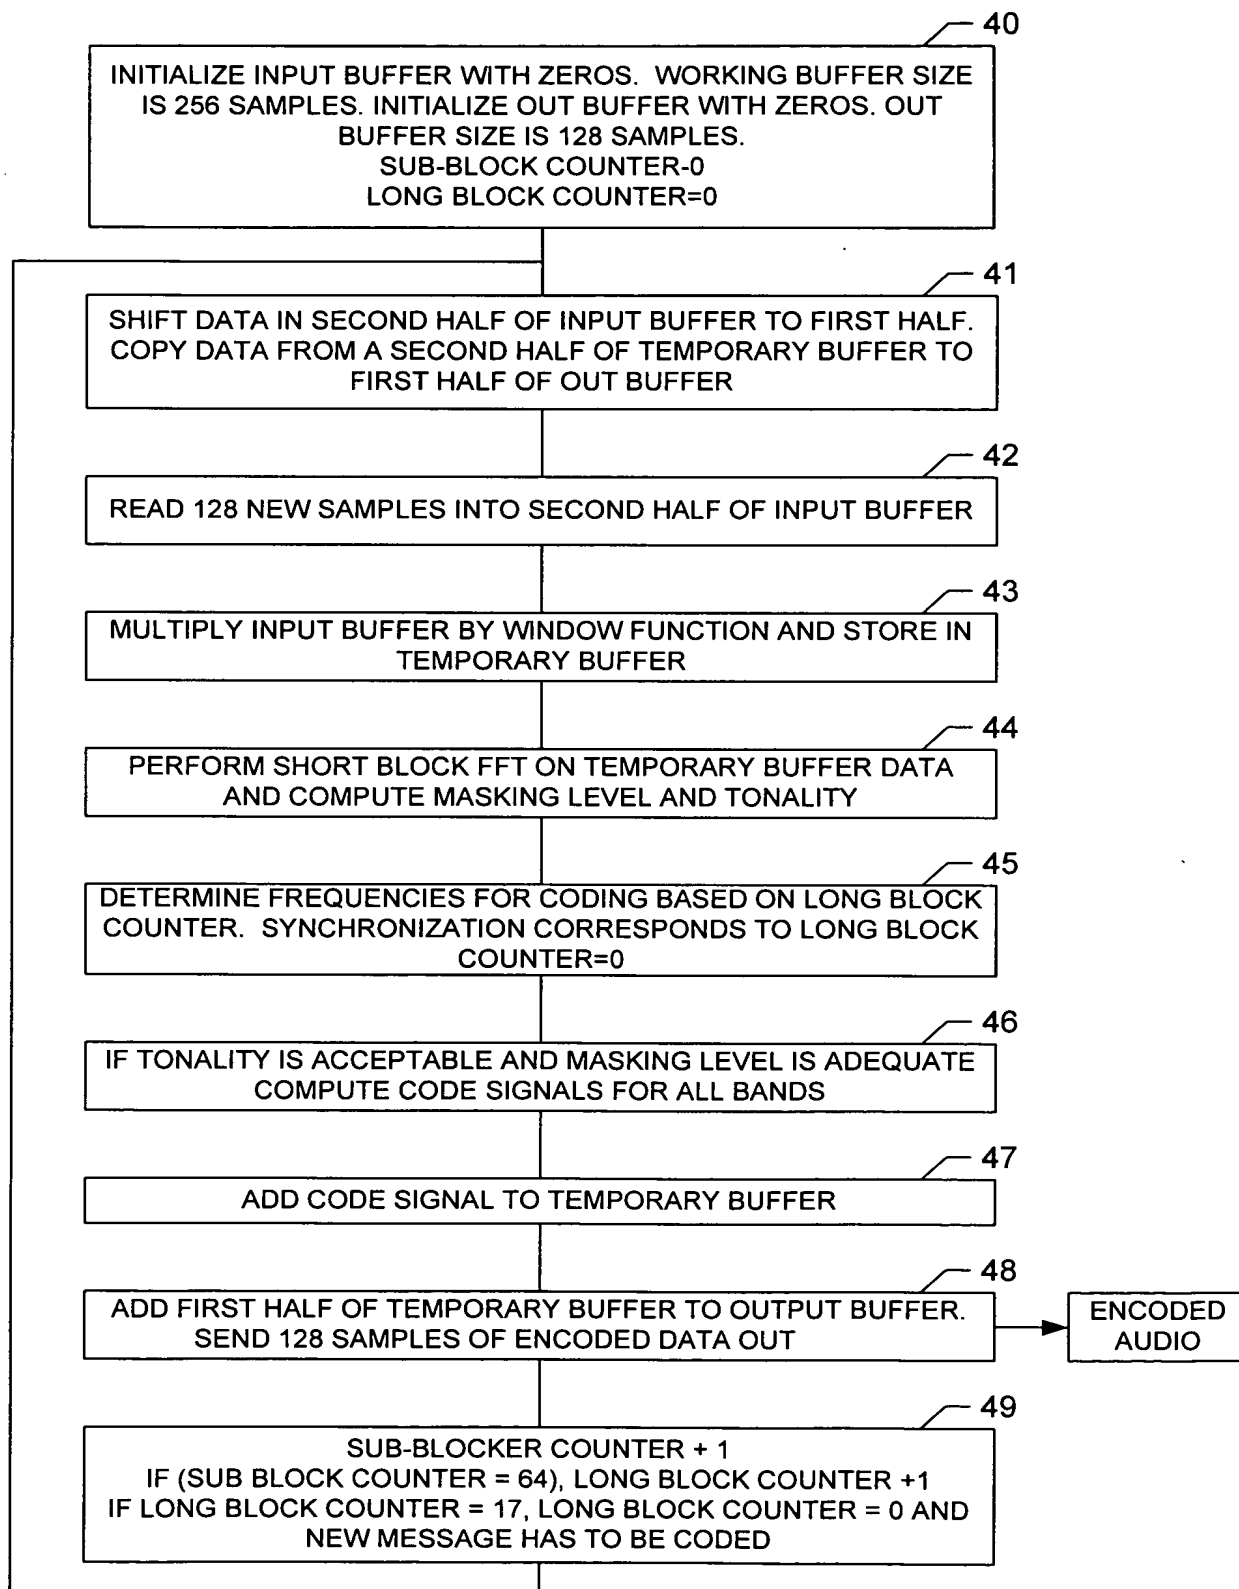 40
INITIALIZE INPUT BUFFER WITH ZEROS. WORKING BUFFER SIZE
IS 256 SAMPLES. INITIALIZE OUT BUFFER WITH ZEROS. OUT
BUFFER SIZE IS 128 SAMPLES.
SUB-BLOCK COUNTER-0
LONG BLOCK COUNTER=0
41
SHIFT DATA IN SECOND HALF OF INPUT BUFFER TO FIRST HALF.
COPY DATA FROM A SECOND HALF OF TEMPORARY BUFFER TO
FIRST HALF OF OUT BUFFER
42
READ 128 NEW SAMPLES INTO SECOND HALF OF INPUT BUFFER
43
MULTIPLY INPUT BUFFER BY WINDOW FUNCTION AND STORE IN
TEMPORARY BUFFER
44
PERFORM SHORT BLOCK FFT ON TEMPORARY BUFFER DATA
AND COMPUTE MASKING LEVEL AND TONALITY
45
DETERMINE FREQUENCIES FOR CODING BASED ON LONG BLOCK
COUNTER. SYNCHRONIZATION CORRESPONDS TO LONG BLOCK
COUNTER=0
46
IF TONALITY IS ACCEPTABLE AND MASKING LEVEL IS ADEQUATE
COMPUTE CODE SIGNALS FOR ALL BANDS
47
ADD CODE SIGNAL TO TEMPORARY BUFFER
48
ADD FIRST HALF OF TEMPORARY BUFFER TO OUTPUT BUFFER.
SEND 128 SAMPLES OF ENCODED DATA OUT
ENCODED
AUDIO
49
SUB-BLOCKER COUNTER + 1
IF (SUB BLOCK COUNTER = 64), LONG BLOCK COUNTER +1
IF LONG BLOCK COUNTER = 17, LONG BLOCK COUNTER = 0 AND
NEW MESSAGE HAS TO BE CODED